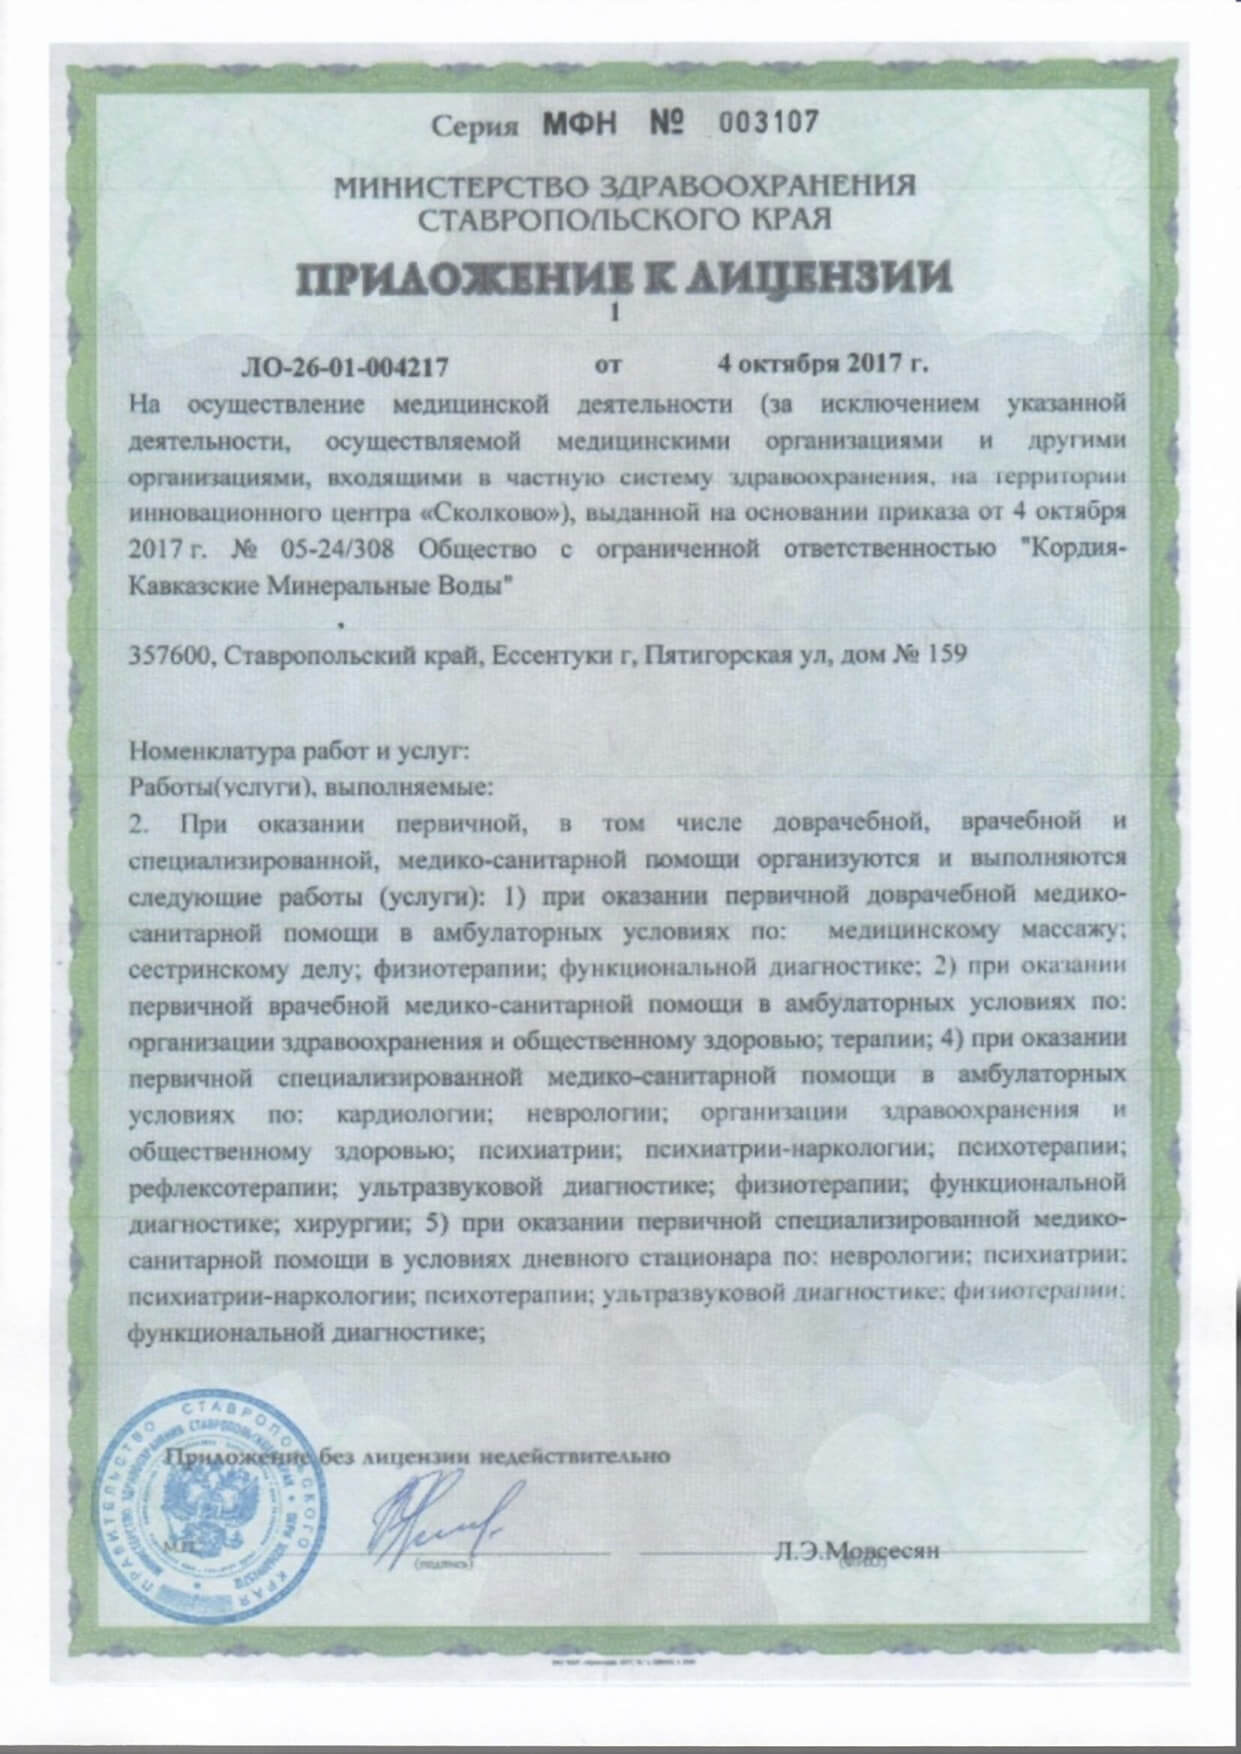 Серия МФН № 003107
МИНИСТЕРСТВО ЗДРАВООХРАНЕНИЯ
СТАВРОПОЛЬСКОГО КРАЯ
ПРИЛОЖЕНИЕ К ЛИЦЕНЗИИ
1
ЛО-26-01-004217 от 4 октября 2017 г.
На осуществление медицинской деятельности (за исключением указанной
деятельности, осуществляемой медицинскими организациями и другими
организациями, входящими в частную систему здравоохранения, на территории
инновационного центра «Сколково»), выданной на основании приказа от 4 октября
2017 г. № 05-24/308 Общество с ограниченной ответственностью "Кордия-
Кавказские Минеральные Воды"
357600, Ставропольский край, Ессентуки г, Пятигорская ул, дом № 159
Номенклатура работ и услуг:
Работы(услуги), выполняемые:
2. При оказании первичной, в том числе доврачебной, врачебной и
специализированной, медико-санитарной помощи организуются и выполняются
следующие работы (услуги): 1) при оказании первичной доврачебной медико-
санитарной помощи в амбулаторных условиях по: медицинскому массажу;
сестринскому делу; физиотерапии; функциональной диагностике; 2) при оказании
первичной врачебной медико-санитарной помощи в амбулаторных условиях по:
организации здравоохранения и общественному здоровью; терапии; 4) при оказании
первичной специализированной медико-санитарной помощи в амбулаторных
условиях по: кардиологии; неврологии; организации здравоохранения и
общественному здоровью; психиатрии; психиатрии-наркологии; психотерапии;
рефлексотерапии; ультразвуковой диагностике; физиотерапии; функциональной
диагностике; хирургии; 5) при оказании первичной специализированной медико-
санитарной помощи в условиях дневного стационара по: неврологии; психиатрии;
психиатрии-наркологии; психотерапии; ультразвуковой диагностике; физиотерапии;
функциональной диагностике;
ПРАВИТЕЛЬСТВО СТАВРОПОЛЬСКОГО КРАЯ
Приложение без лицензии недействительно
М.П.
(подпись)
Л.Э.Мовсесян